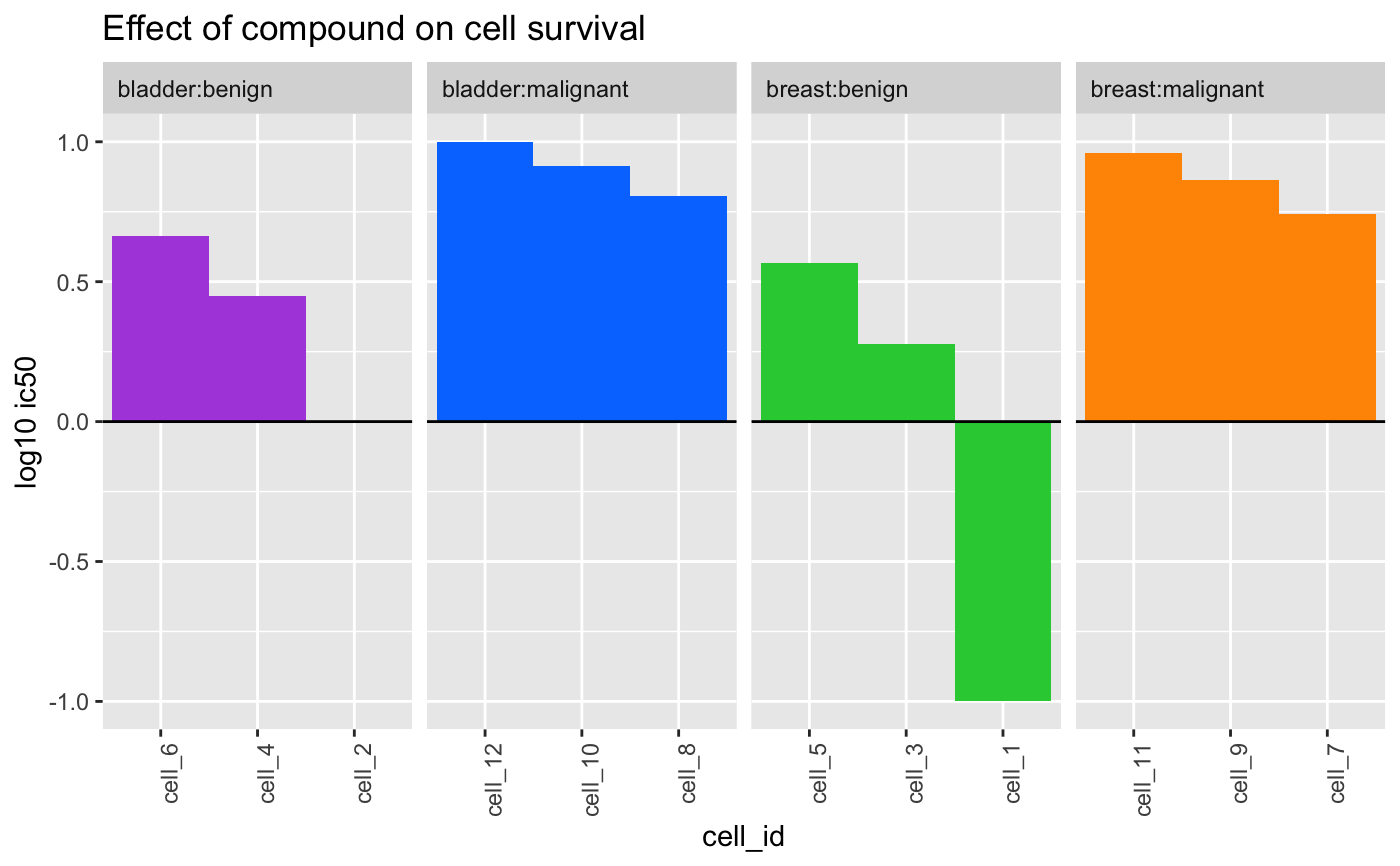 Effect of compound on cell survival
bladder:benign
bladder:malignant
breast:benign
breast:malignant
log10 ic50
1.0
0.5
0.0
-0.5
-1.0
cell_6
cell_4
cell_2
cell_12
cell_10
cell_8
cell_5
cell_3
cell_1
cell_11
cell_9
cell_7
cell_id